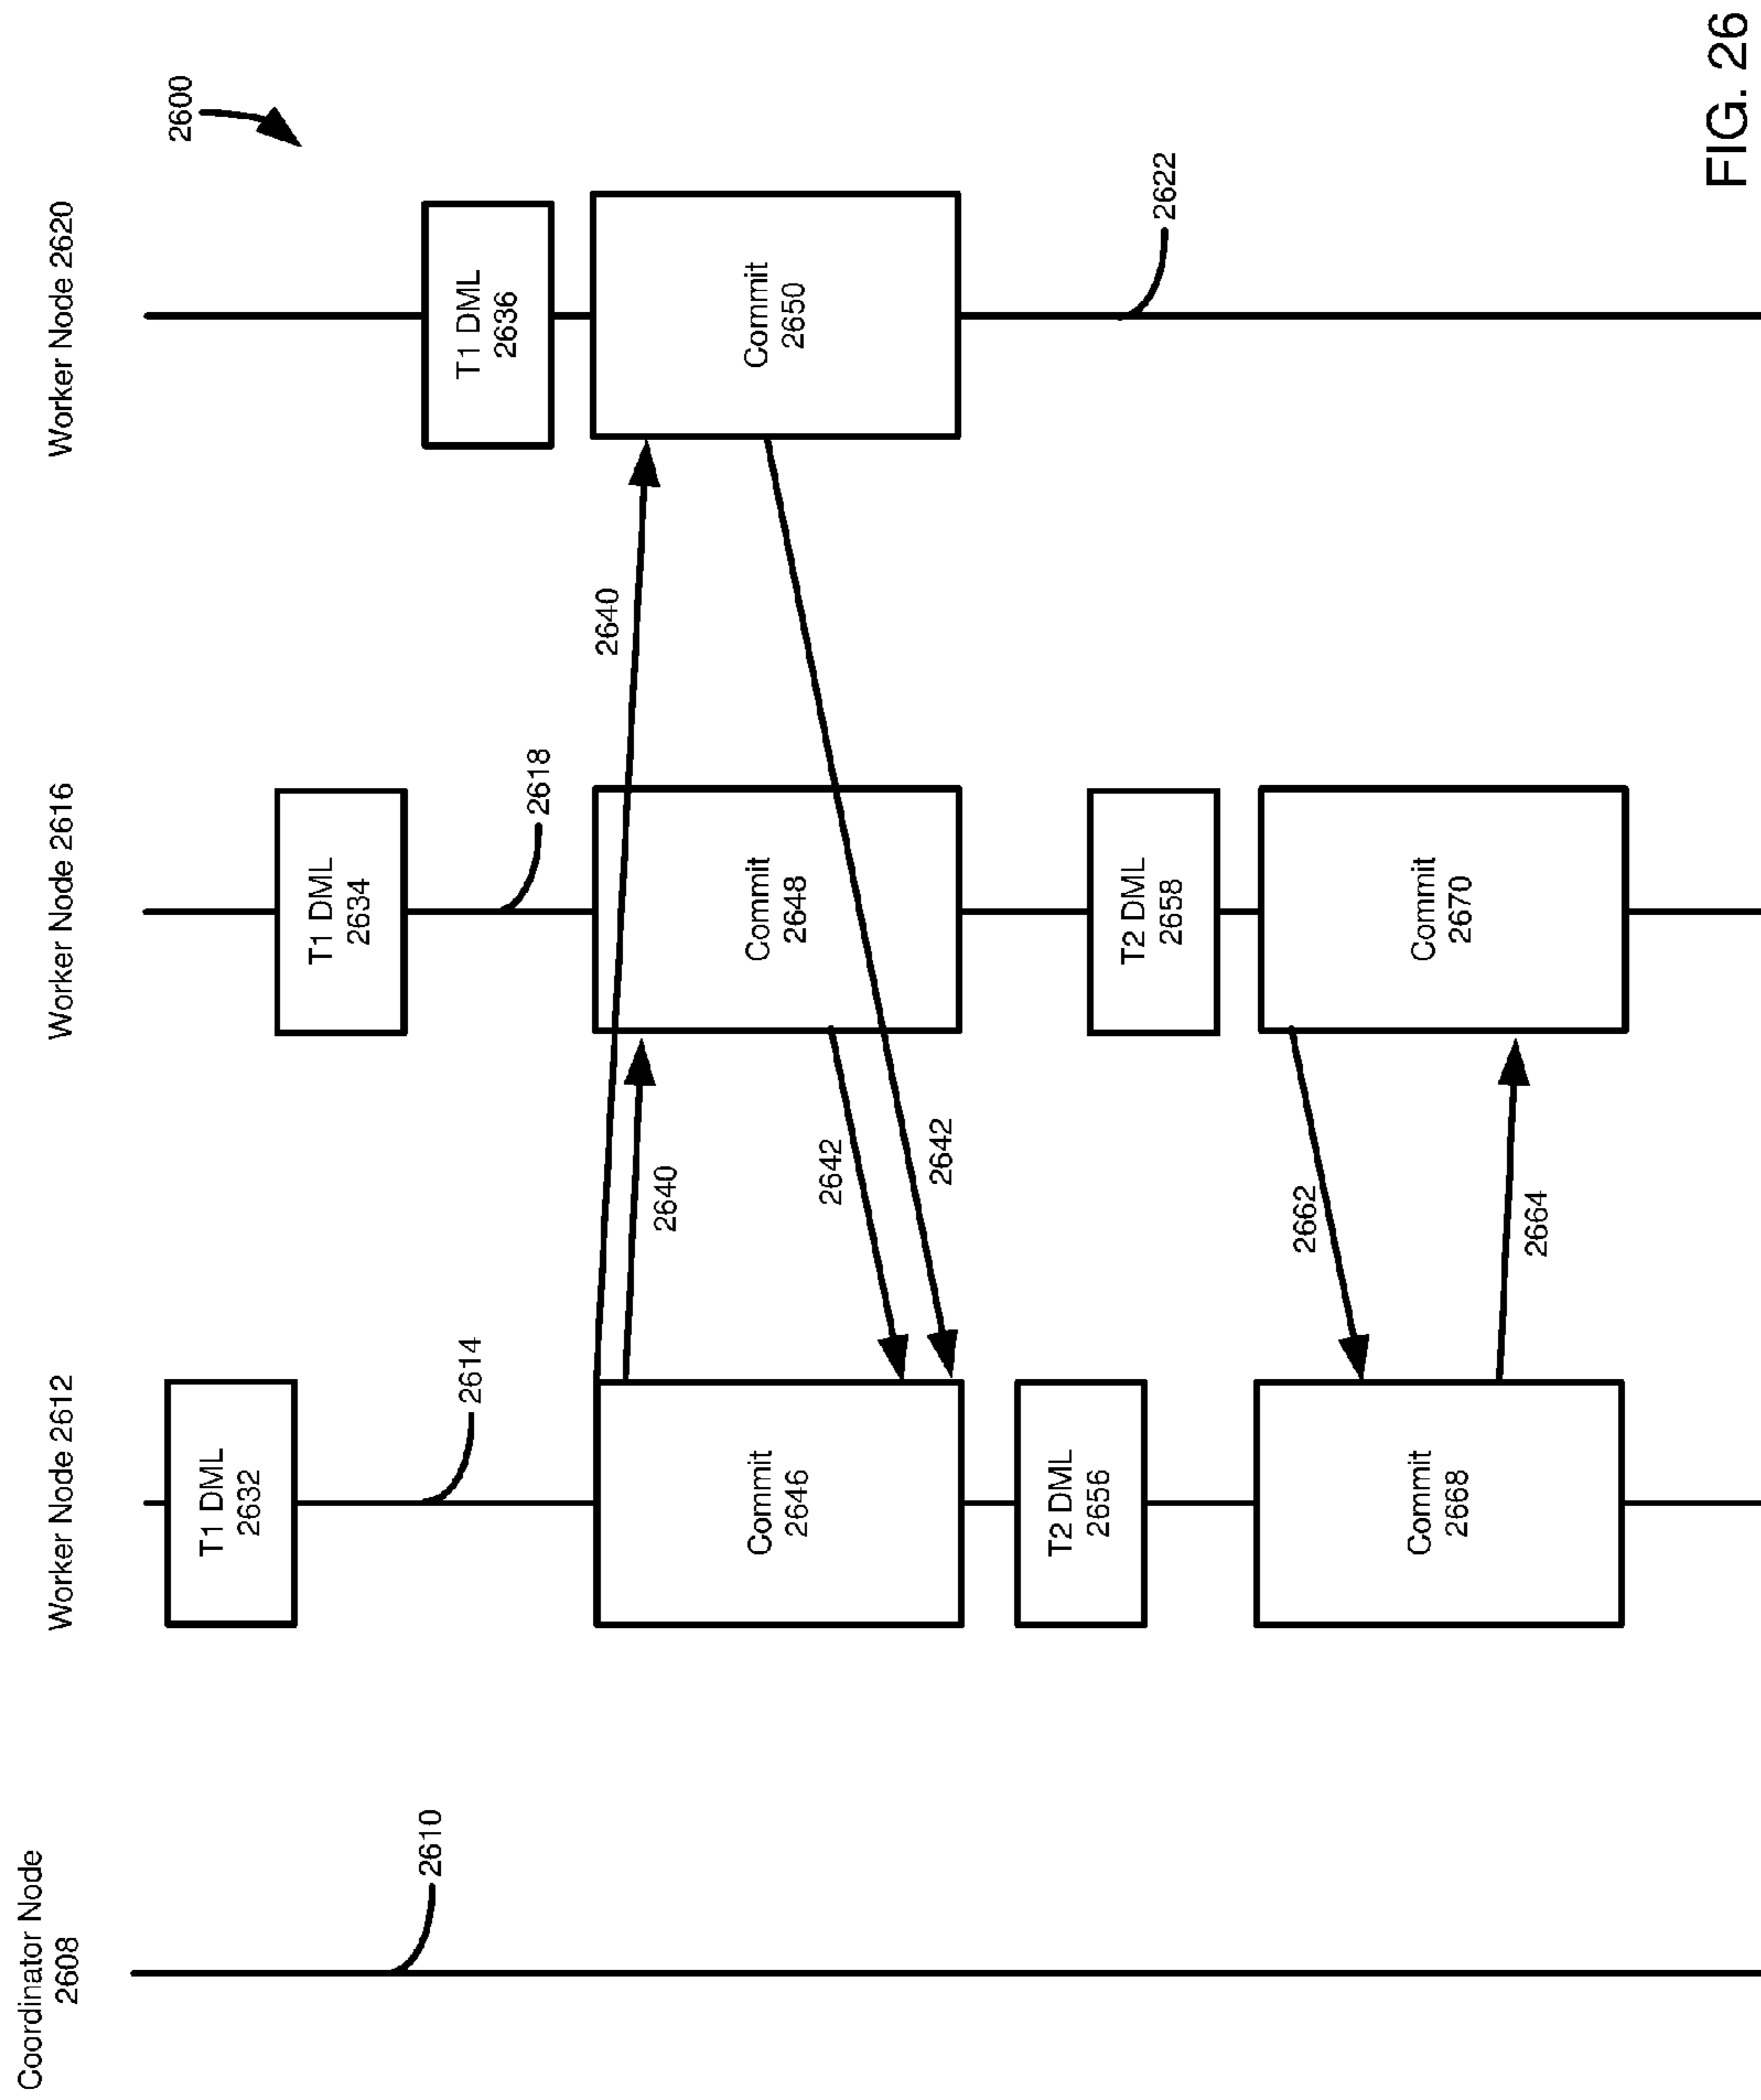 2600
Coordinator Node
2608
Worker Node 2612
Worker Node 2616
Worker Node 2620
T1 DML
2632
T1 DML
2634
T1 DML
2636
2610
2614
2618
2640
2640
Commit
2646
Commit
2648
Commit
2650
2642
2642
2622
T2 DML
2656
T2 DML
2658
2662
2664
Commit
2668
Commit
2670
FIG. 26